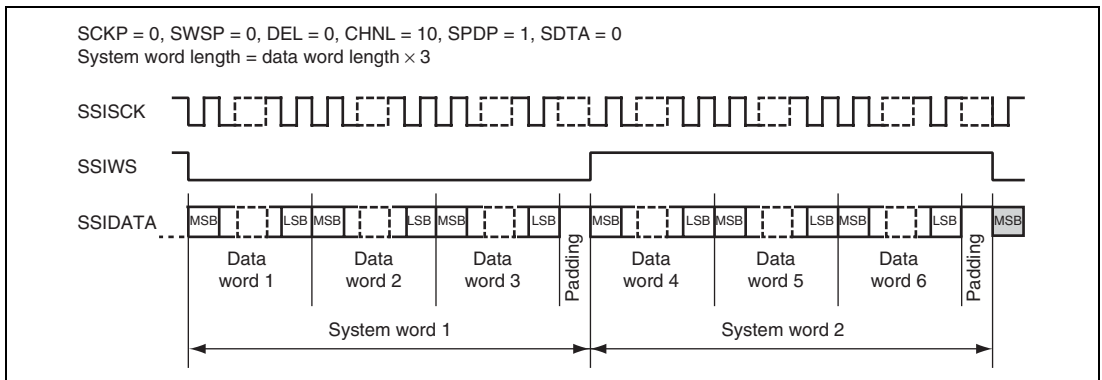 SCKP = 0, SWSP = 0, DEL = 0, CHNL = 10, SPDP = 1, SDTA = 0
System word length = data word length × 3
SSISCK
SSIWS
SSIDATA
MSB LSB MSB LSB MSB LSB MSB LSB MSB LSB MSB LSB MSB
Data word 1
Data word 2
Data word 3
Padding
Data word 4
Data word 5
Data word 6
Padding
System word 1
System word 2